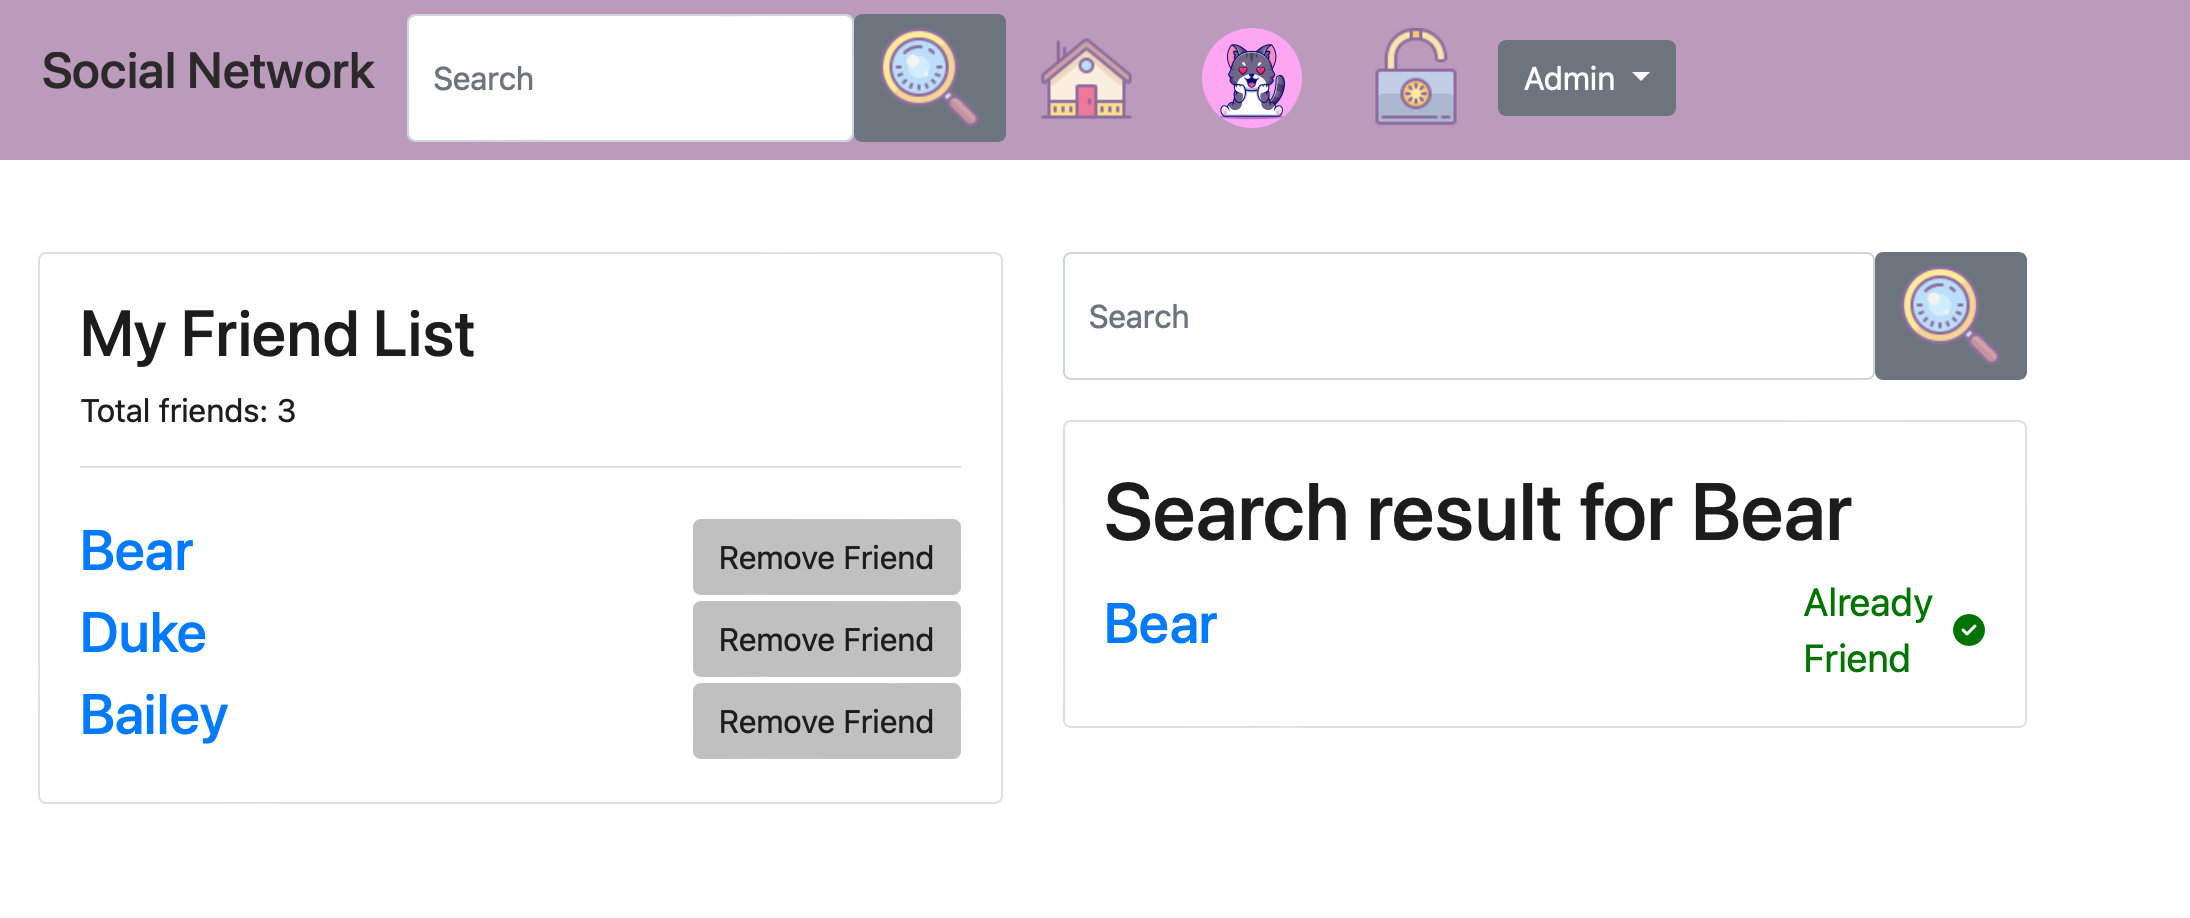 Social Network
Search
Admin
My Friend List
Total friends: 3
Bear
Remove Friend
Duke
Remove Friend
Bailey
Remove Friend
Search
Search result for Bear
Bear
Already
Friend